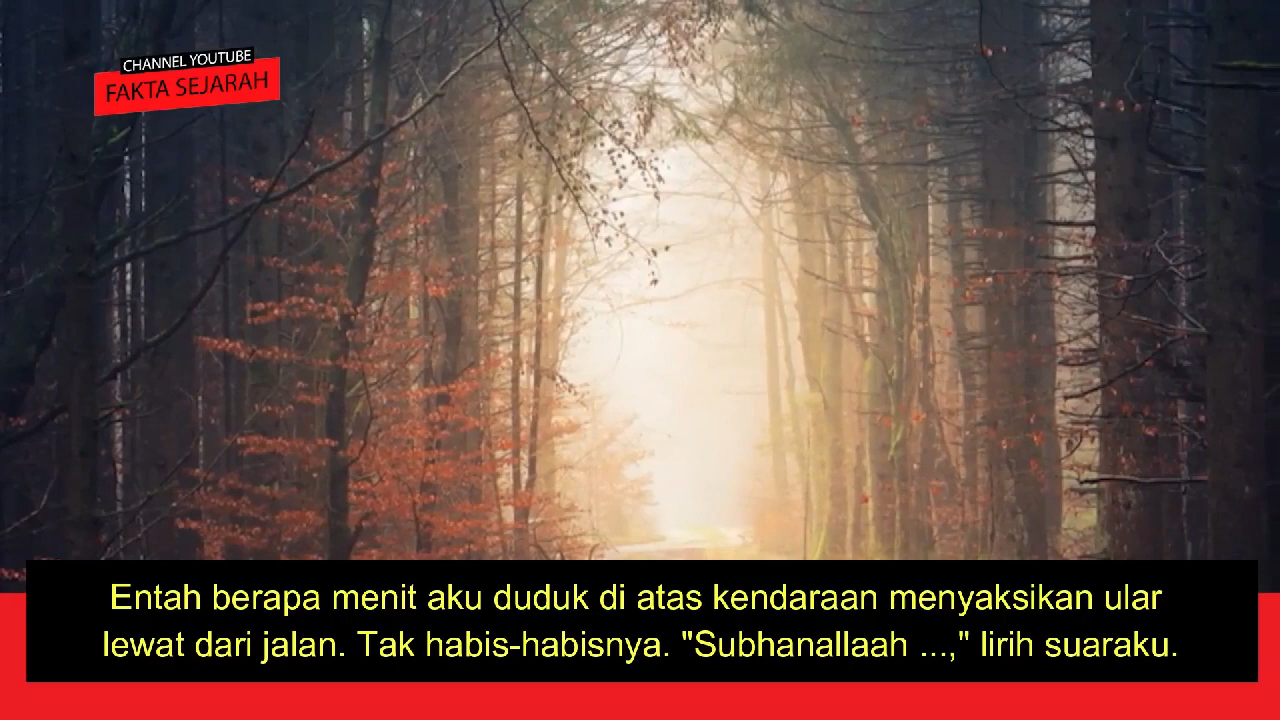 CHANNEL YOUTUBE
FAKTA SEJARAH
Entah berapa menit aku duduk di atas kendaraan menyaksikan ular
lewat dari jalan. Tak habis-habisnya. "Subhanallaah ...," lirih suaraku.